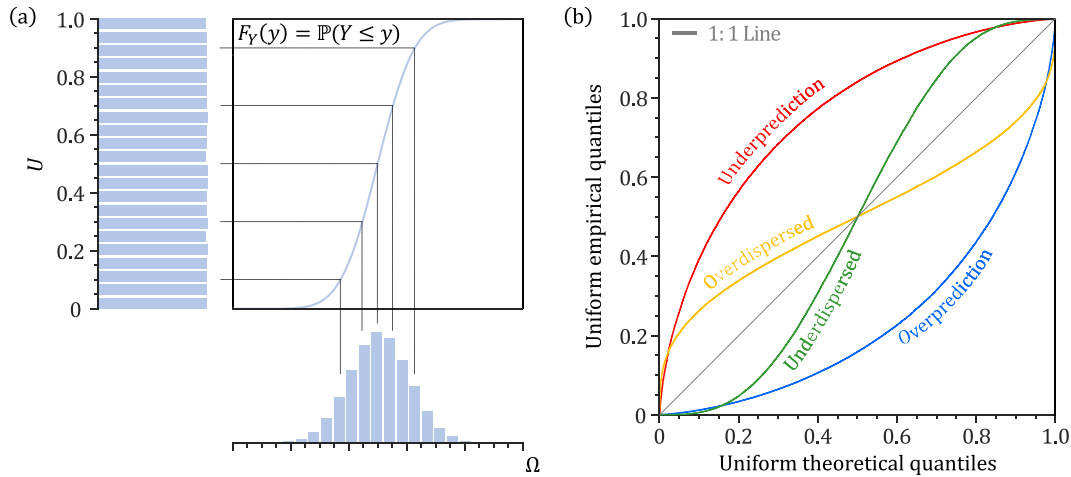 (a)
1.0
0.8
0.6
0.4
0.2
0
U
F_Y(y) = ℙ(Y ≤ y)
Ω
(b)
1.0
0.8
0.6
0.4
0.2
0
Uniform empirical quantiles
1:1 Line
Underprediction
Overdispersed
Underdispersed
Overprediction
0 0.2 0.4 0.6 0.8 1.0
Uniform theoretical quantiles